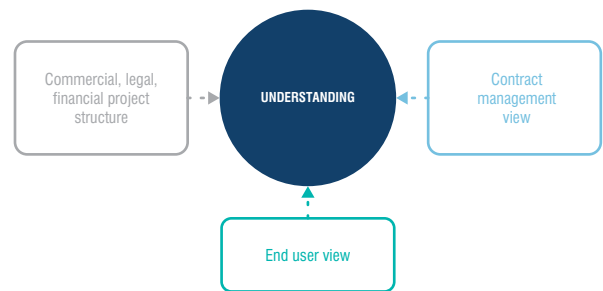 Commercial, legal,
financial project
structure
UNDERSTANDING
Contract
management
view
End user view